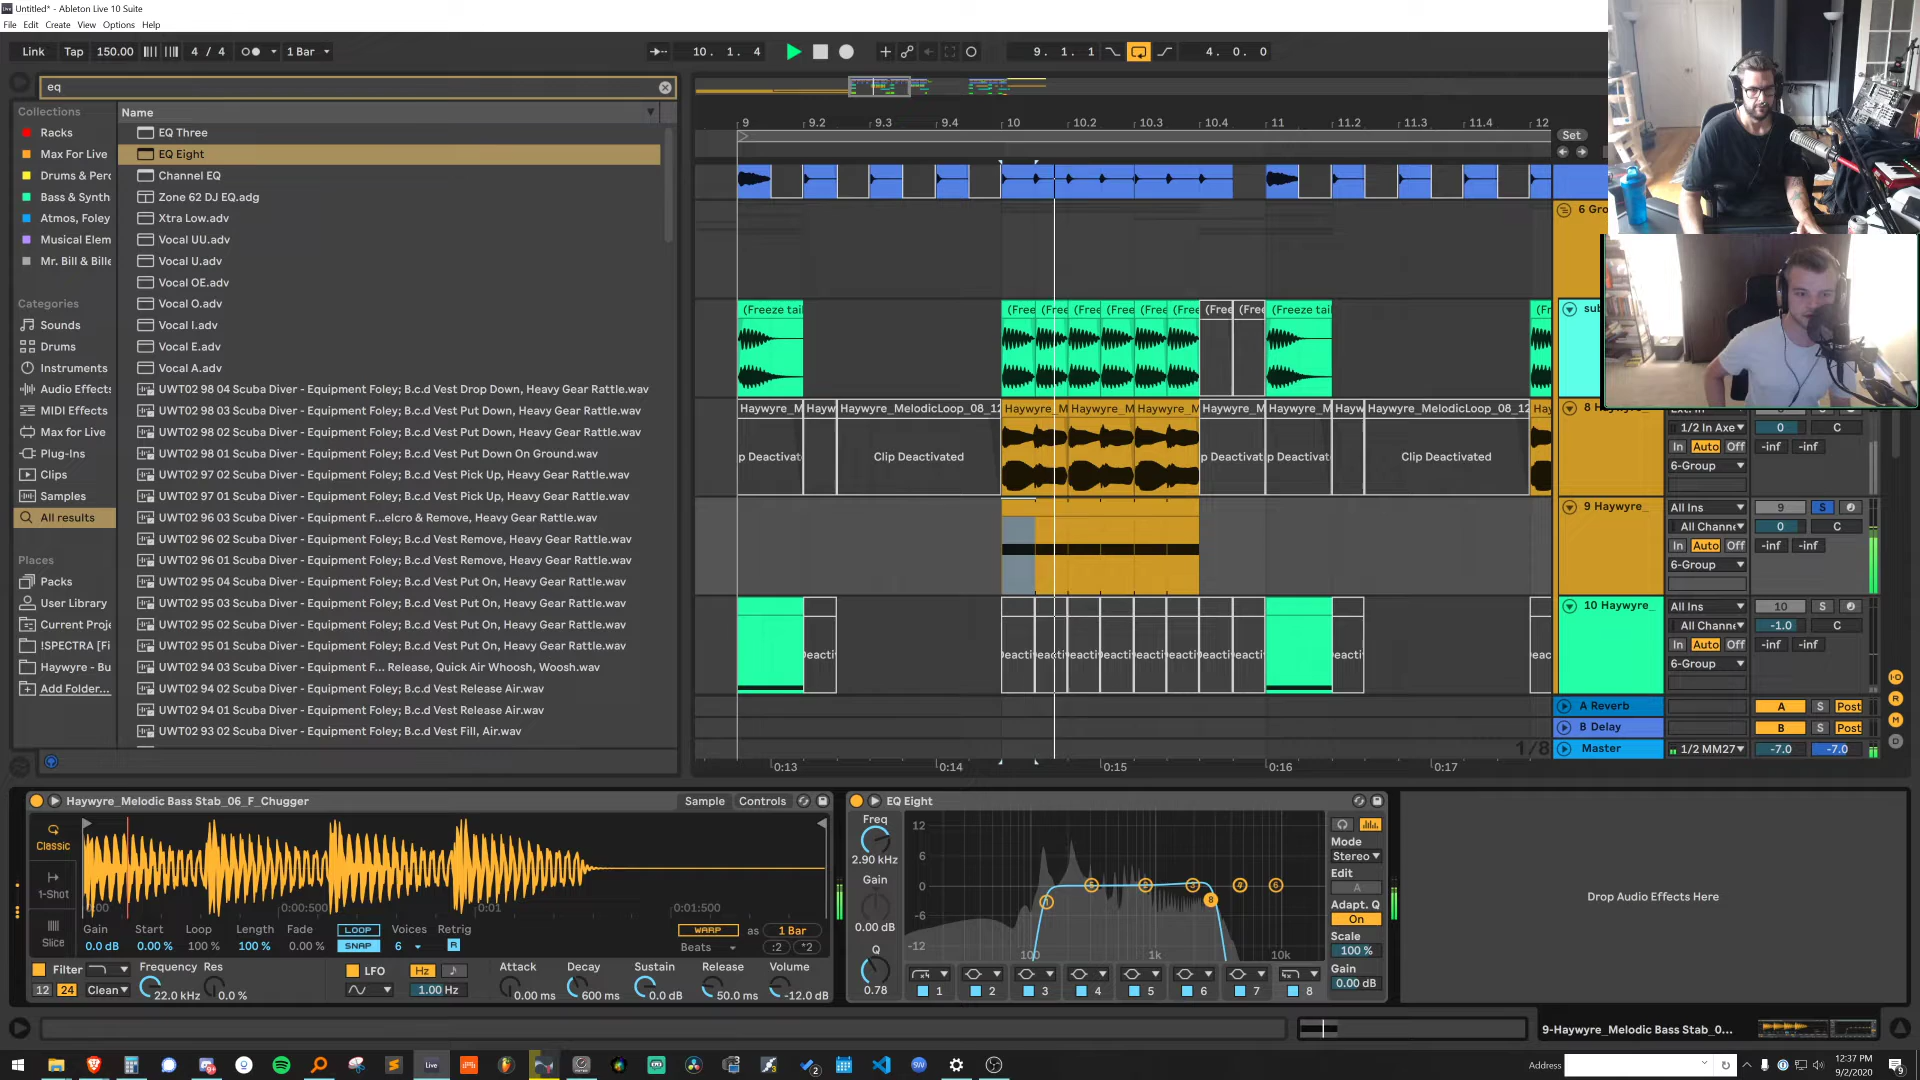 Untitled* - Ableton Live 10 Suite
File Edit Create View Options Help
Link Tap 150.00 4 / 4 1 Bar 10. 1. 4 9. 1. 1 4. 0. 0
eq
Collections
Racks
Max For Live
Drums & Perc
Bass & Synth
Atmos, Foley
Musical Elem
Mr. Bill & Bille
Categories
Sounds
Drums
Instruments
Audio Effects
MIDI Effects
Max for Live
Plug-Ins
Clips
Samples
All results
Places
Packs
User Library
Current Proje
!SPECTRA [Fi
Haywyre - Bu
Add Folder...
Name
EQ Three
EQ Eight
Channel EQ
Zone 62 DJ EQ.adg
Xtra Low.adv
Vocal UU.adv
Vocal U.adv
Vocal OE.adv
Vocal O.adv
Vocal I.adv
Vocal E.adv
Vocal A.adv
UWT02 98 04 Scuba Diver - Equipment Foley; B.c.d Vest Drop Down, Heavy Gear Rattle.wav
UWT02 98 03 Scuba Diver - Equipment Foley; B.c.d Vest Put Down, Heavy Gear Rattle.wav
UWT02 98 02 Scuba Diver - Equipment Foley; B.c.d Vest Put Down, Heavy Gear Rattle.wav
UWT02 98 01 Scuba Diver - Equipment Foley; B.c.d Vest Put Down On Ground.wav
UWT02 97 02 Scuba Diver - Equipment Foley; B.c.d Vest Pick Up, Heavy Gear Rattle.wav
UWT02 97 01 Scuba Diver - Equipment Foley; B.c.d Vest Pick Up, Heavy Gear Rattle.wav
UWT02 96 03 Scuba Diver - Equipment F...elcro & Remove, Heavy Gear Rattle.wav
UWT02 96 02 Scuba Diver - Equipment Foley; B.c.d Vest Remove, Heavy Gear Rattle.wav
UWT02 96 01 Scuba Diver - Equipment Foley; B.c.d Vest Remove, Heavy Gear Rattle.wav
UWT02 95 04 Scuba Diver - Equipment Foley; B.c.d Vest Put On, Heavy Gear Rattle.wav
UWT02 95 03 Scuba Diver - Equipment Foley; B.c.d Vest Put On, Heavy Gear Rattle.wav
UWT02 95 02 Scuba Diver - Equipment Foley; B.c.d Vest Put On, Heavy Gear Rattle.wav
UWT02 95 01 Scuba Diver - Equipment Foley; B.c.d Vest Put On, Heavy Gear Rattle.wav
UWT02 94 03 Scuba Diver - Equipment F... Release, Quick Air Whoosh, Woosh.wav
UWT02 94 02 Scuba Diver - Equipment Foley; B.c.d Vest Release Air.wav
UWT02 94 01 Scuba Diver - Equipment Foley; B.c.d Vest Release Air.wav
UWT02 93 02 Scuba Diver - Equipment Foley; B.c.d Vest Fill, Air.wav
9 9.2 9.3 9.4 10 10.2 10.3 10.4 11 11.2 11.3 11.4 12
Set
6 Gro
(Freeze tai (Free (Free (Free (Free (Free (Free (Free (Free (Freeze tai (Fr sub
Haywyre_M Hayw Haywyre_MelodicLoop_08_12 Haywyre_M Haywyre_M Haywyre_M Haywyre_M Haywyre_M Hayw Haywyre_MelodicLoop_08_12 Hay 8 Haywyre_
p Deactivat Clip Deactivated p Deactivat p Deactivat Clip Deactivated
1/2 In Axe 0 C
In Auto Off -inf -inf
6-Group
9 Haywyre_ All Ins 9 S
All Channe 0 C
In Auto Off -inf -inf
6-Group
10 Haywyre_ All Ins 10 S
All Channe -1.0 C
In Auto Off -inf -inf
6-Group
A Reverb A S Post
B Delay B S Post
1/8 Master 1/2 MM27 -7.0 -7.0
0:13 0:14 0:15 0:16 0:17
Haywyre_Melodic Bass Stab_06_F_Chugger Sample Controls
Classic
1-Shot
Slice
0:00:500 0:01 0:01:500
Gain Start Loop Length Fade LOOP Voices Retrig WARP as 1 Bar
0.0 dB 0.00 % 100 % 100 % 0.00 % SNAP 6 R Beats :2 *2
Filter Frequency Res LFO Hz Attack Decay Sustain Release Volume
12 24 Clean 22.0 kHz 0.0 % 1.00 Hz 0.00 ms 600 ms 0.0 dB 50.0 ms -12.0 dB
EQ Eight
Freq
2.90 kHz
Gain
0.00 dB
Q
0.78
12
6
0
-6
-12
100 1k 10k
1 2 3 4 5 6 7 8
Mode
Stereo
Edit
A
Adapt. Q
On
Scale
100 %
Gain
0.00 dB
Drop Audio Effects Here
9-Haywyre_Melodic Bass Stab_0...
Address
12:37 PM
9/2/2020